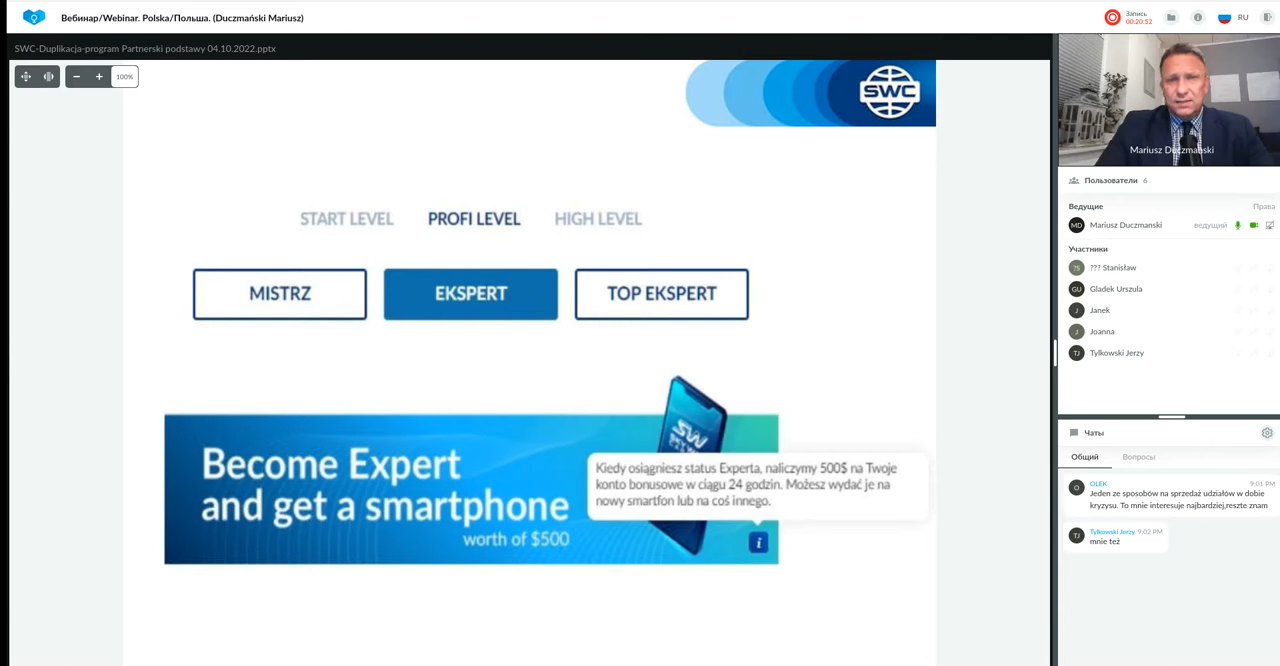 Вебинар/Webinar. Polska/Польша. (Duczmański Mariusz)
Запись
00:20:52
RU
SWC-Duplikacja-program Partnerski podstawy 04.10.2022.pptx
100%
SWC
START LEVEL PROFI LEVEL HIGH LEVEL
MISTRZ EKSPERT TOP EKSPERT
Become Expert
and get a smartphone
worth of $500
SW
Kiedy osiągniesz status Experta, naliczymy 500$ na Twoje
konto bonusowe w ciągu 24 godzin. Możesz wydać je na
nowy smartfon lub na coś innego.
i
Mariusz Duczmański
Пользователи 6
Ведущие Права
MD Mariusz Duczmanski ведущий
Участники
?S ??? Stanisław
GU Gladek Urszula
J Janek
J Joanna
TJ Tylkowski Jerzy
Чаты
Общий Вопросы
O OLEK 9:01 PM
Jeden ze sposobów na sprzedaż udziałów w dobie
kryzysu. To mnie interesuje najbardziej,reszte znam
TJ Tylkowski Jerzy 9:02 PM
mnie też